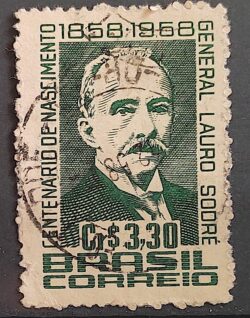 CENTENARIO DE NASCIMENTO
1858·1958
GENERAL LAURO SODRÉ
Cr$ 3,30
BRASIL
CORREIO